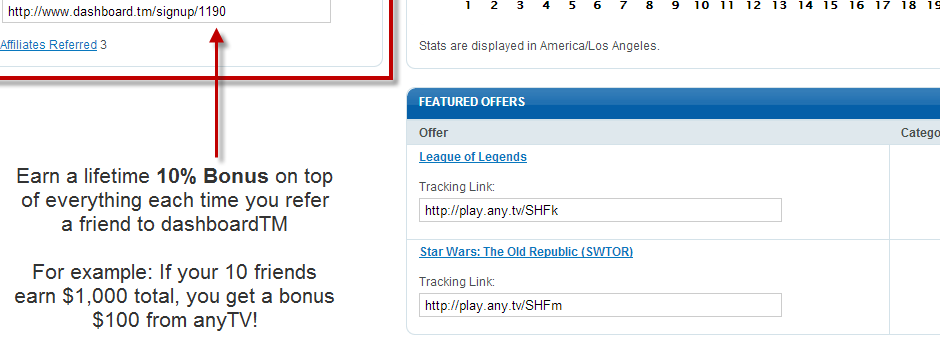 http://www.dashboard.tm/signup/1190
Affiliates Referred 3
Earn a lifetime 10% Bonus on top
of everything each time you refer
a friend to dashboardTM
For example: If your 10 friends
earn $1,000 total, you get a bonus
$100 from anyTV!
1 2 3 4 5 6 7 8 9 10 11 12 13 14 15 16 17 18 19
Stats are displayed in America/Los Angeles.
FEATURED OFFERS
Offer Catego
League of Legends
Tracking Link:
http://play.any.tv/SHFk
Star Wars: The Old Republic (SWTOR)
Tracking Link:
http://play.any.tv/SHFm